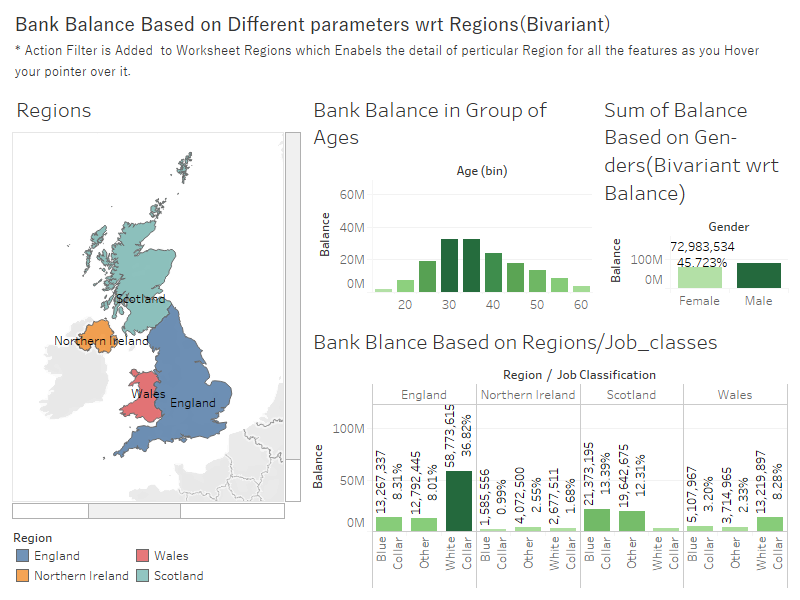 Bank Balance Based on Different parameters wrt Regions(Bivariant)
* Action Filter is Added  to Worksheet Regions which Enabels the detail of perticular Region for all the features as you Hover
your pointer over it.
Regions
Scotland
Northern Ireland
Wales
England
Region
England
Wales
Northern Ireland
Scotland
Bank Balance in Group of
Ages
Age (bin)
Balance
60M
40M
20M
0M
20
30
40
50
60
Sum of Balance
Based on Gen-
ders(Bivariant wrt
Balance)
Gender
Balance
100M
0M
72,983,534
45.723%
Female
Male
Bank Blance Based on Regions/Job_classes
Region / Job Classification
England
Northern Ireland
Scotland
Wales
Balance
100M
50M
0M
13,267,337
8.31%
12,792,445
8.01%
58,773,615
36.82%
1,585,556
0.99%
4,072,500
2.55%
2,677,511
1.68%
21,373,195
13.39%
19,642,675
12.31%
5,107,967
3.20%
3,714,965
2.33%
13,219,897
8.28%
Blue
Collar
Other
White
Collar
Blue
Collar
Other
White
Collar
Blue
Collar
Other
White
Collar
Blue
Collar
Other
White
Collar